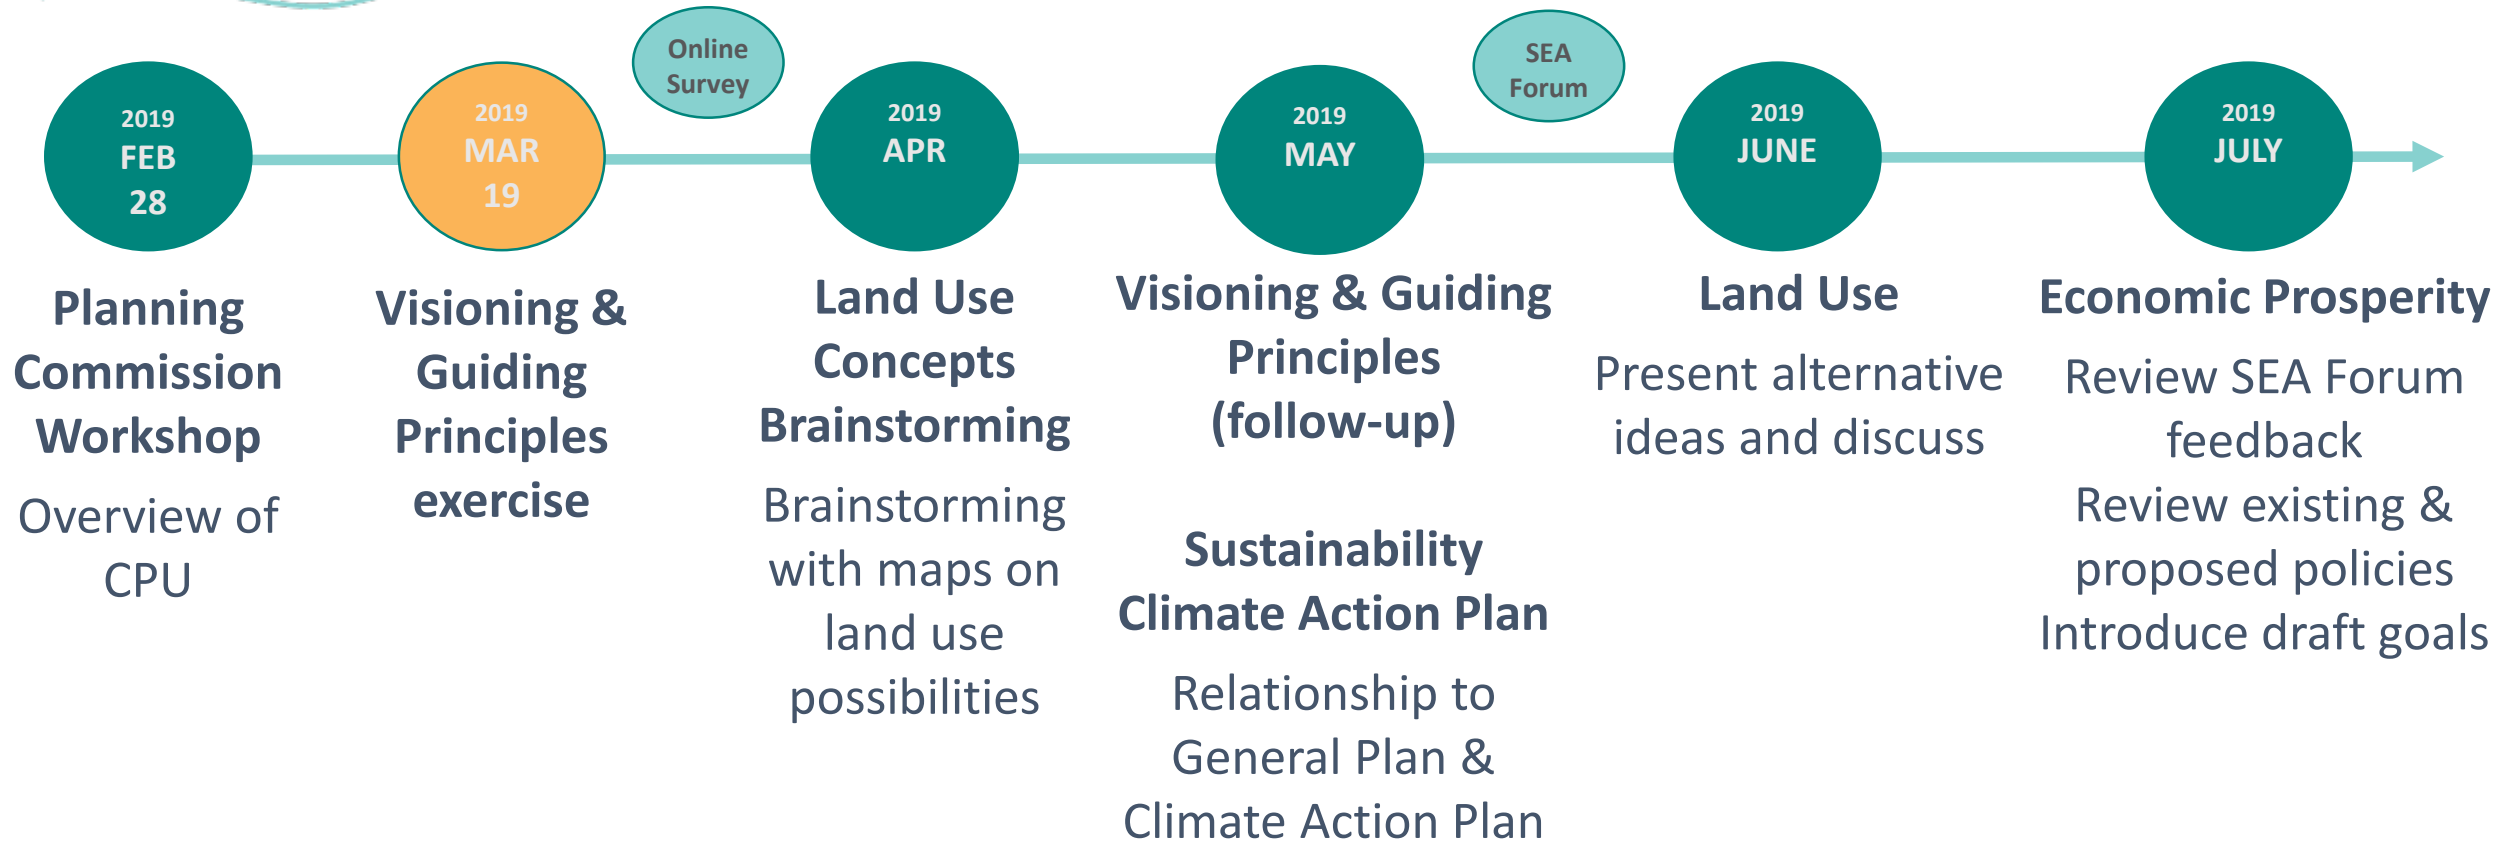 2019
FEB
28
Planning
Commission
Workshop
Overview of
CPU
2019
MAR
19
Visioning &
Guiding
Principles
exercise
Online
Survey
2019
APR
Land Use
Concepts
Brainstorming
Brainstorming
with maps on
land use
possibilities
2019
MAY
Visioning & Guiding
Principles
(follow-up)
Sustainability
Climate Action Plan
Relationship to
General Plan &
Climate Action Plan
SEA
Forum
2019
JUNE
Land Use
Present alternative
ideas and discuss
2019
JULY
Economic Prosperity
Review SEA Forum
feedback
Review existing &
proposed policies
Introduce draft goals